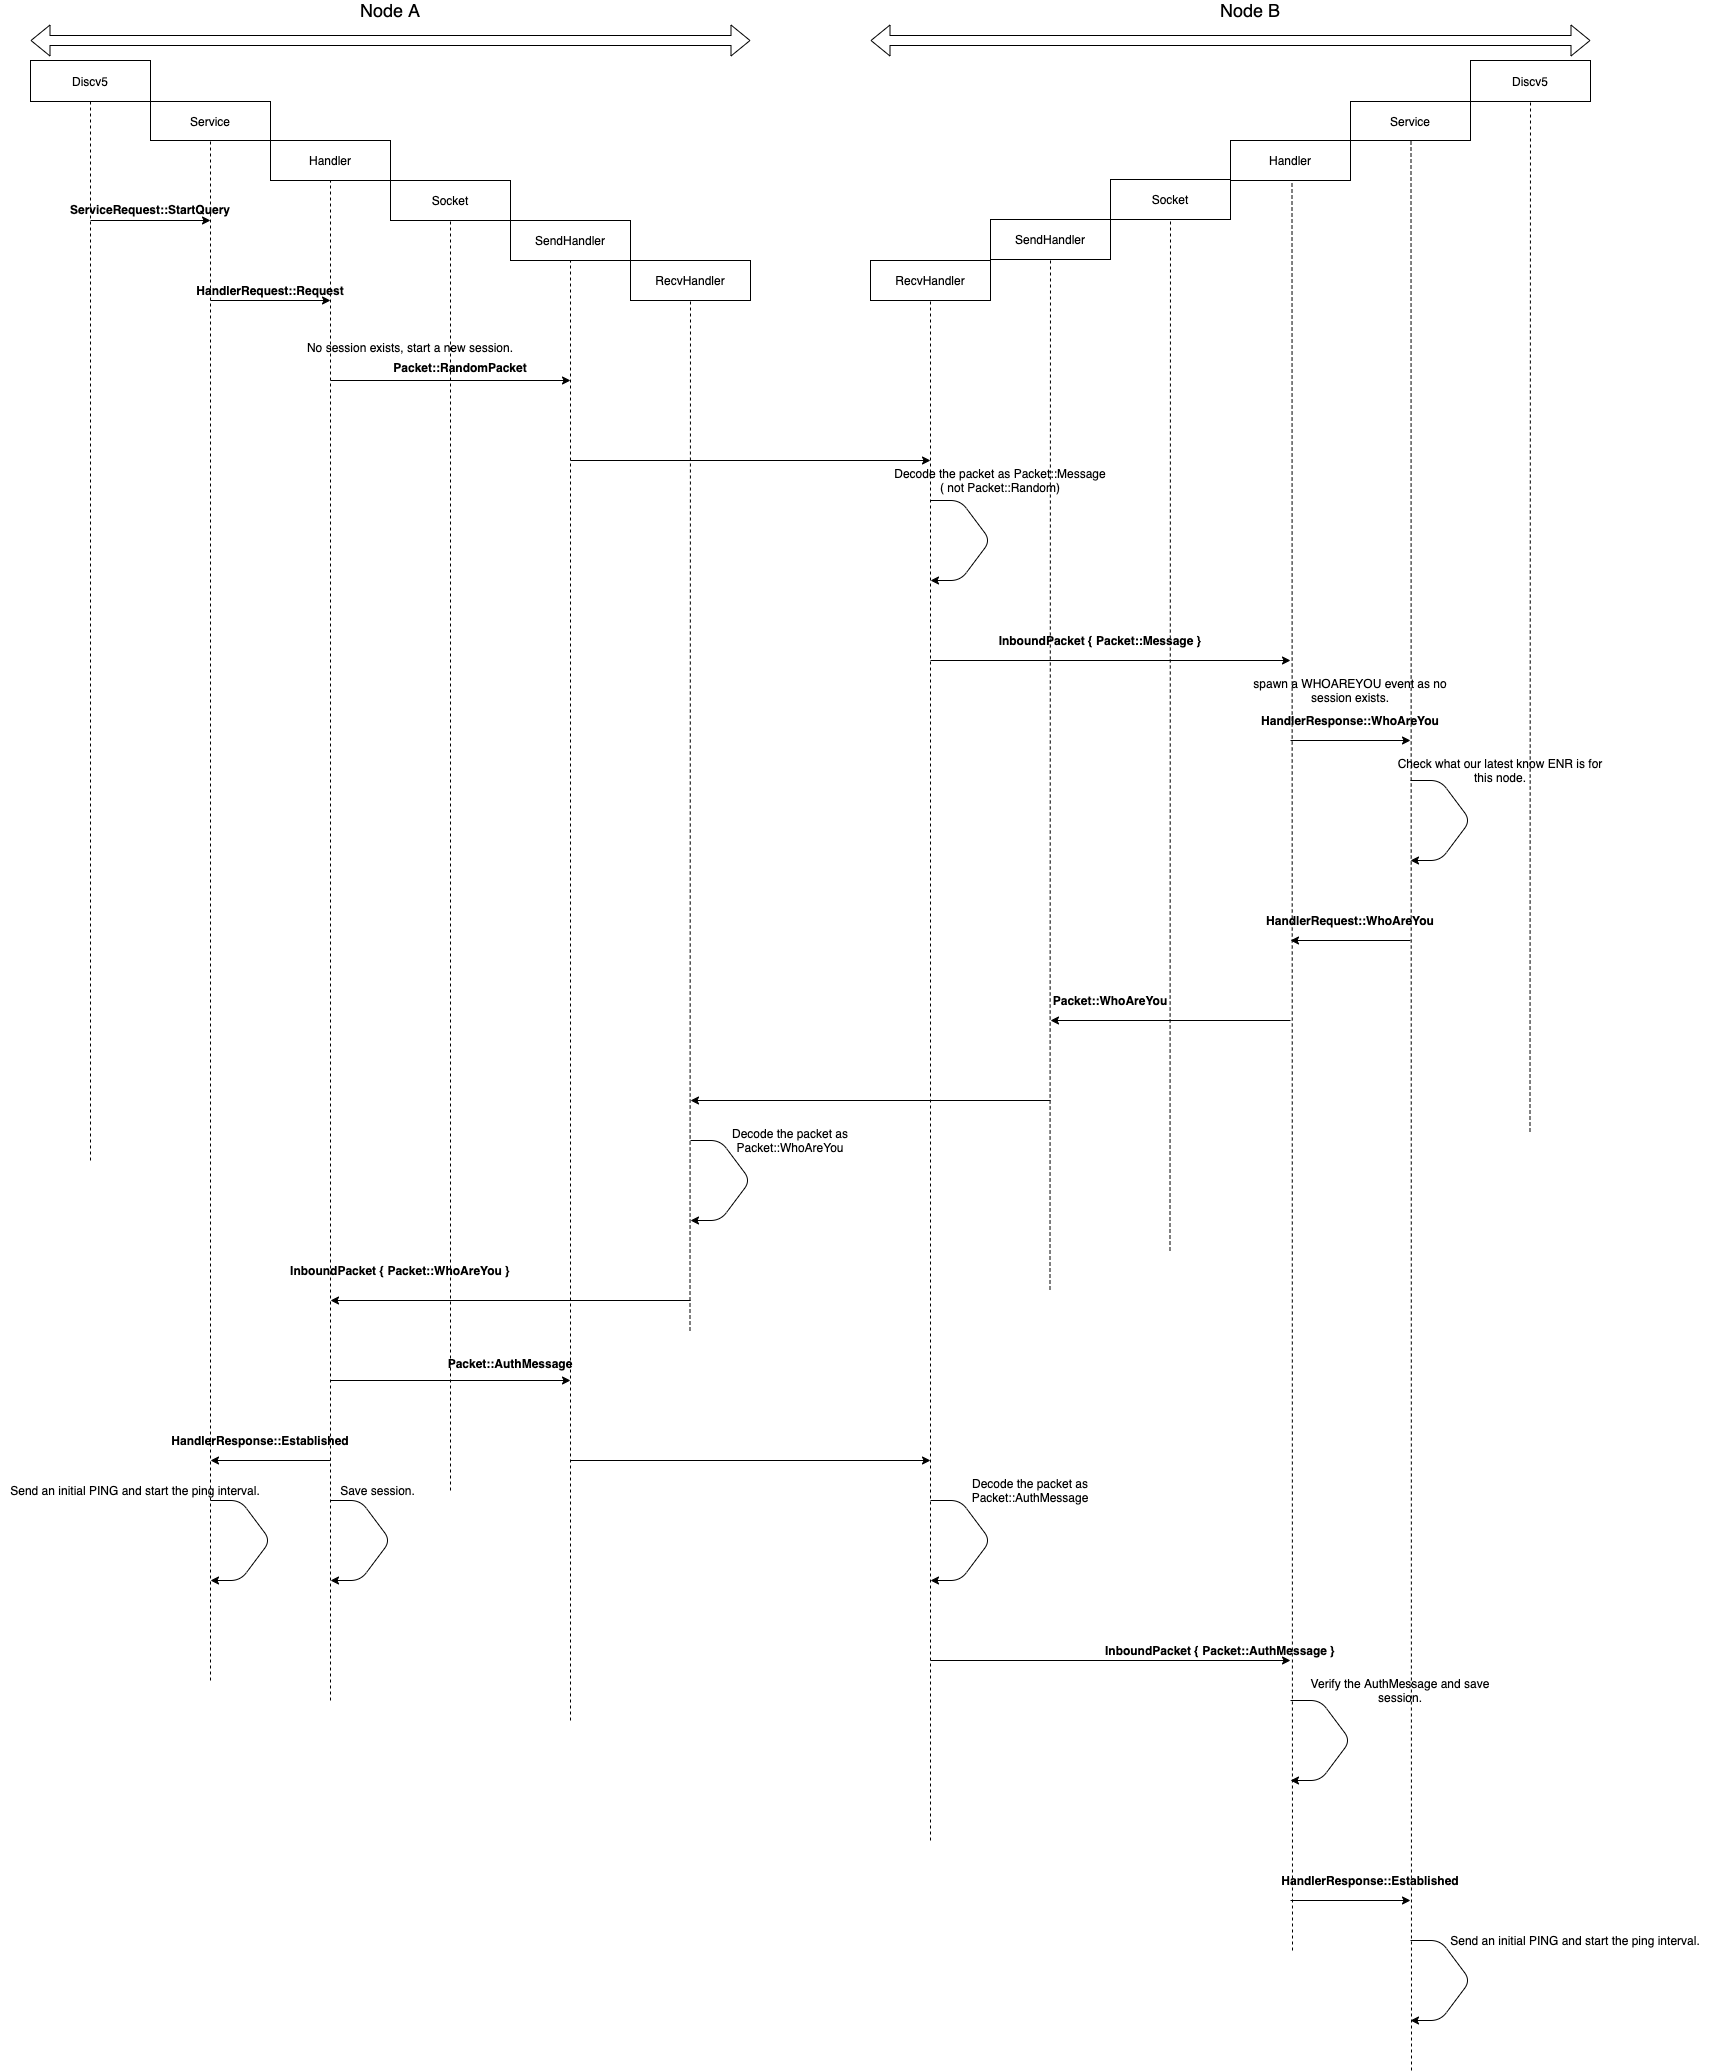 Node A
Node B
Discv5
Discv5
Service
Service
Handler
Handler
Socket
Socket
ServiceRequest::StartQuery
SendHandler
SendHandler
RecvHandler
RecvHandler
HandlerRequest::Request
No session exists, start a new session.
Packet::RandomPacket
Decode the packet as Packet::Message
( not Packet::Random)
InboundPacket { Packet::Message }
spawn a WHOAREYOU event as no
session exists.
HandlerResponse::WhoAreYou
Check what our latest know ENR is for
this node.
HandlerRequest::WhoAreYou
Packet::WhoAreYou
Decode the packet as
Packet::WhoAreYou
InboundPacket { Packet::WhoAreYou }
Packet::AuthMessage
HandlerResponse::Established
Send an initial PING and start the ping interval.
Save session.
Decode the packet as
Packet::AuthMessage
InboundPacket { Packet::AuthMessage }
Verify the AuthMessage and save
session.
HandlerResponse::Established
Send an initial PING and start the ping interval.